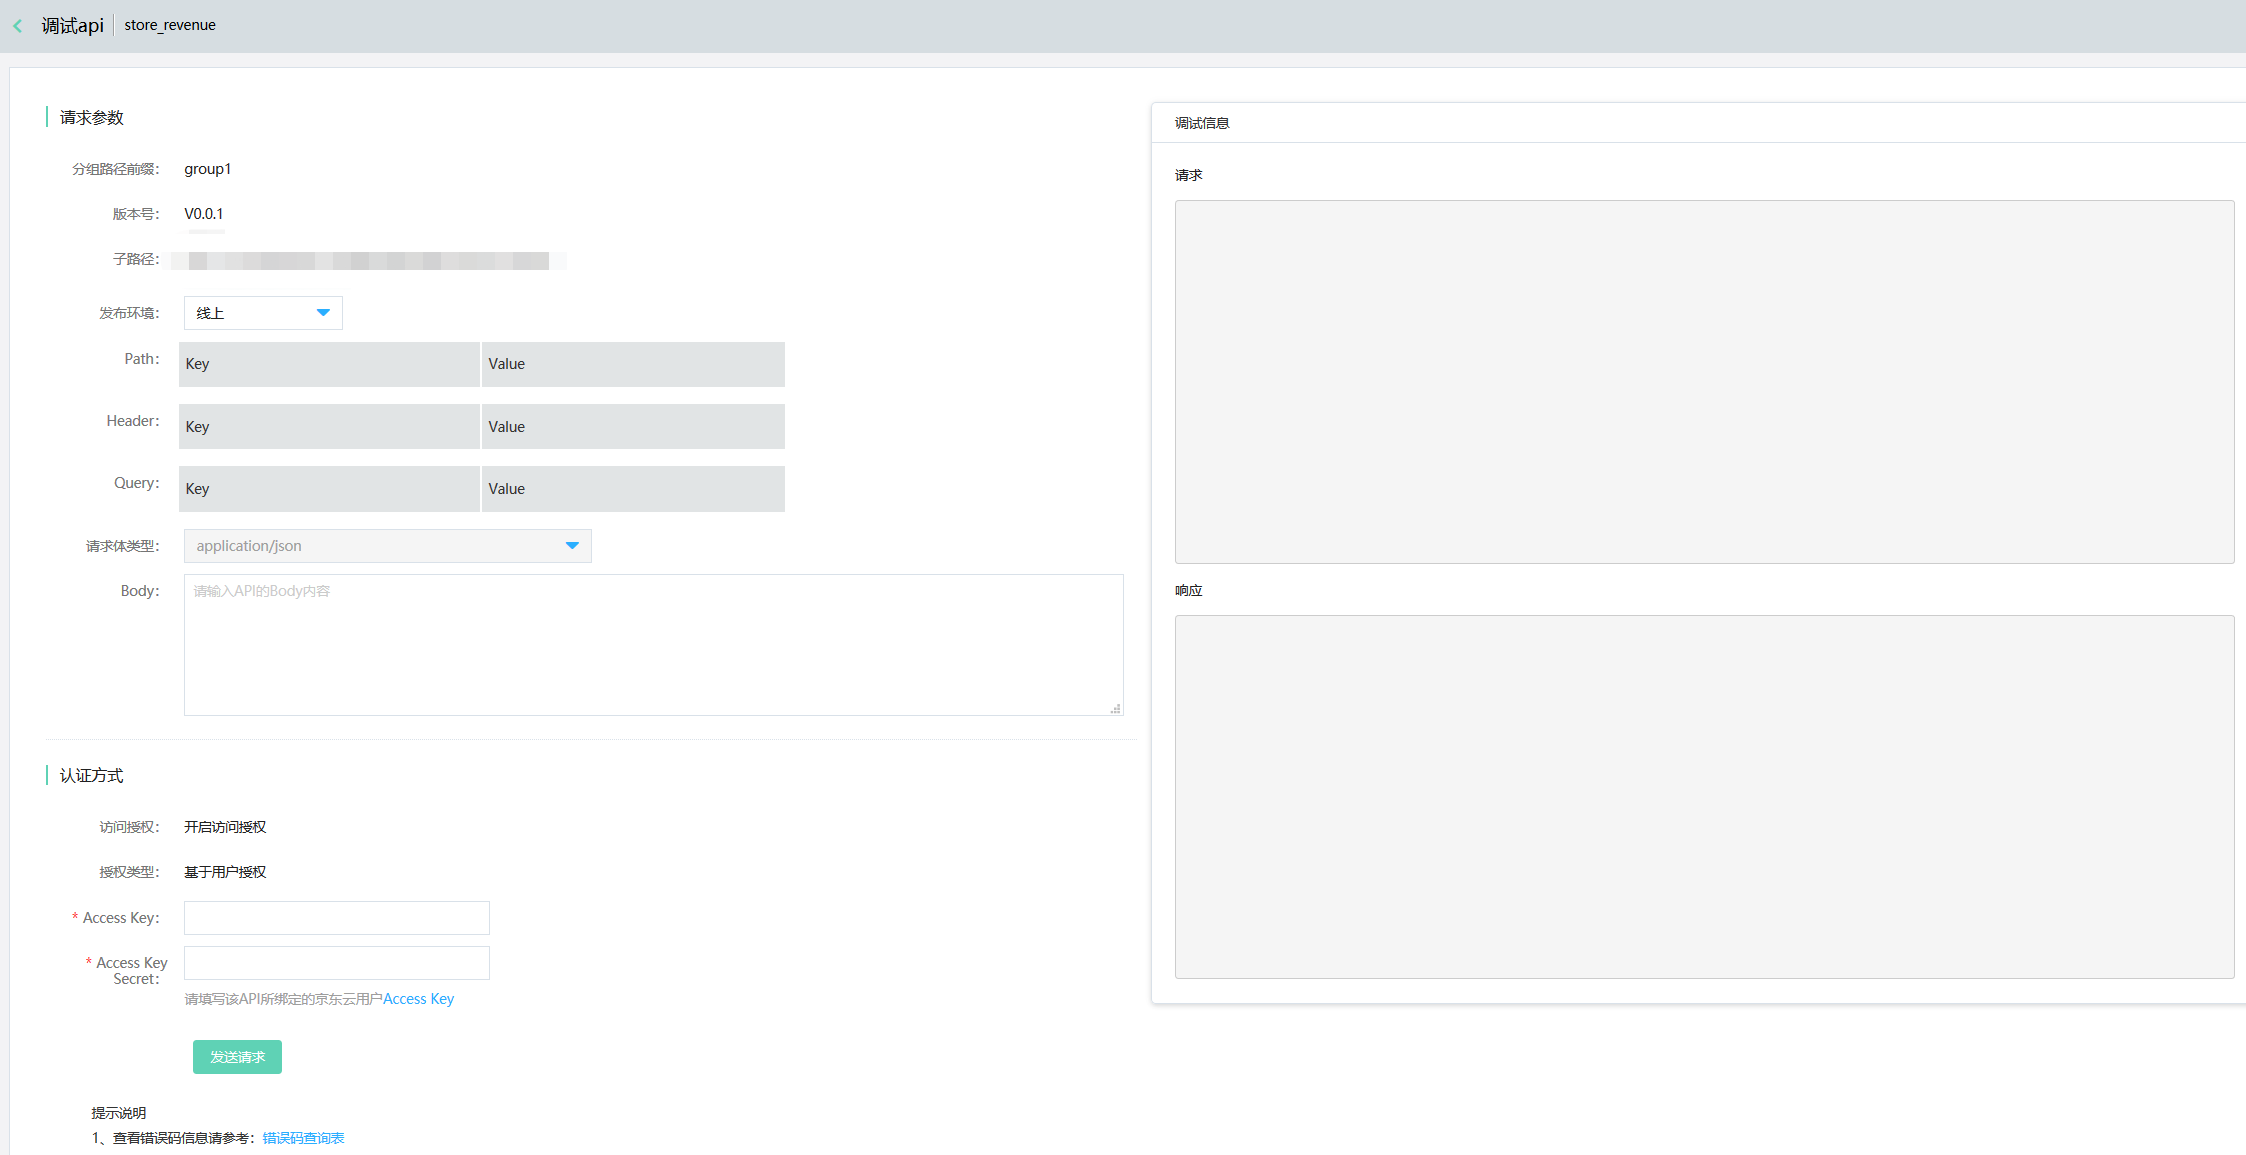 调试api
store_revenue
请求参数
分组路径前缀： group1
版本号： V0.0.1
子路径：
发布环境： 线上
Path： Key Value
Header： Key Value
Query： Key Value
请求体类型： application/json
Body： 请输入API的Body内容
认证方式
访问授权： 开启访问授权
授权类型： 基于用户授权
* Access Key：
* Access Key
Secret：
请填写该API所绑定的京东云用户Access Key
发送请求
提示说明
1、查看错误码信息请参考：错误码查询表
调试信息
请求
响应